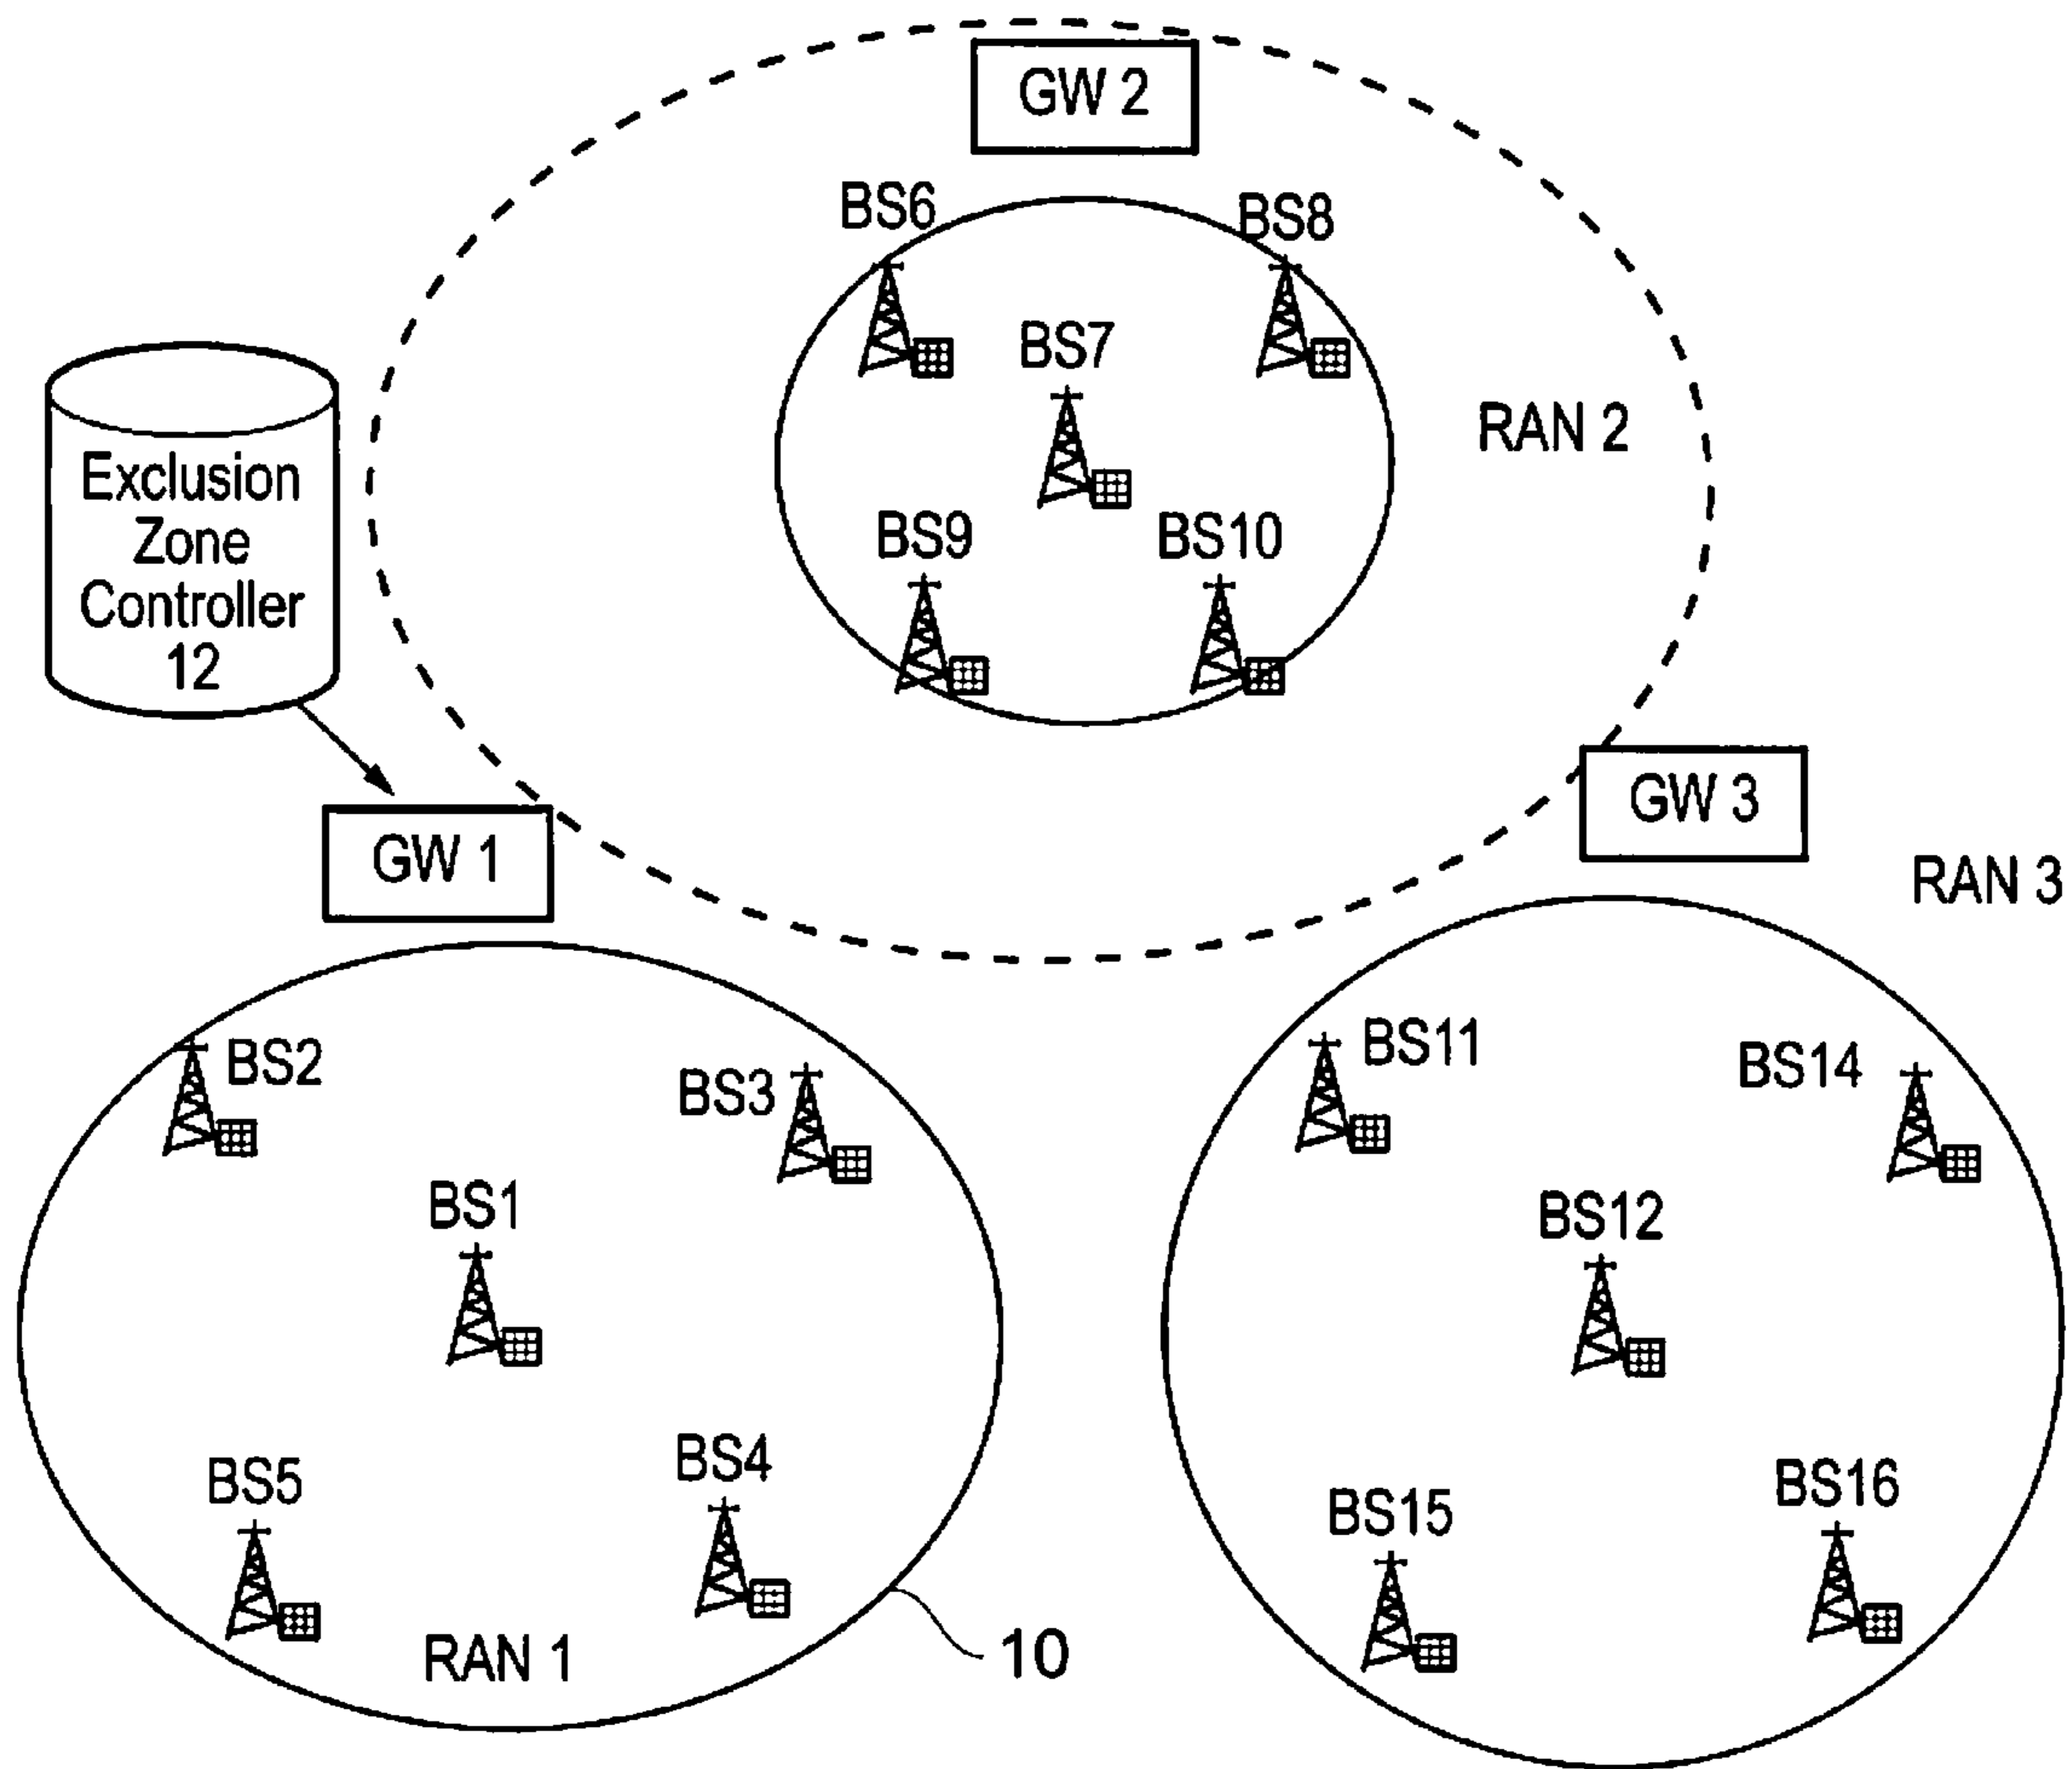 GW 2
BS6
BS8
BS7
RAN 2
Exclusion
Zone
Controller
12
BS9
BS10
GW 1
GW 3
RAN 3
BS2
BS3
BS11
BS14
BS1
BS12
BS5
BS4
BS15
BS16
RAN 1
10